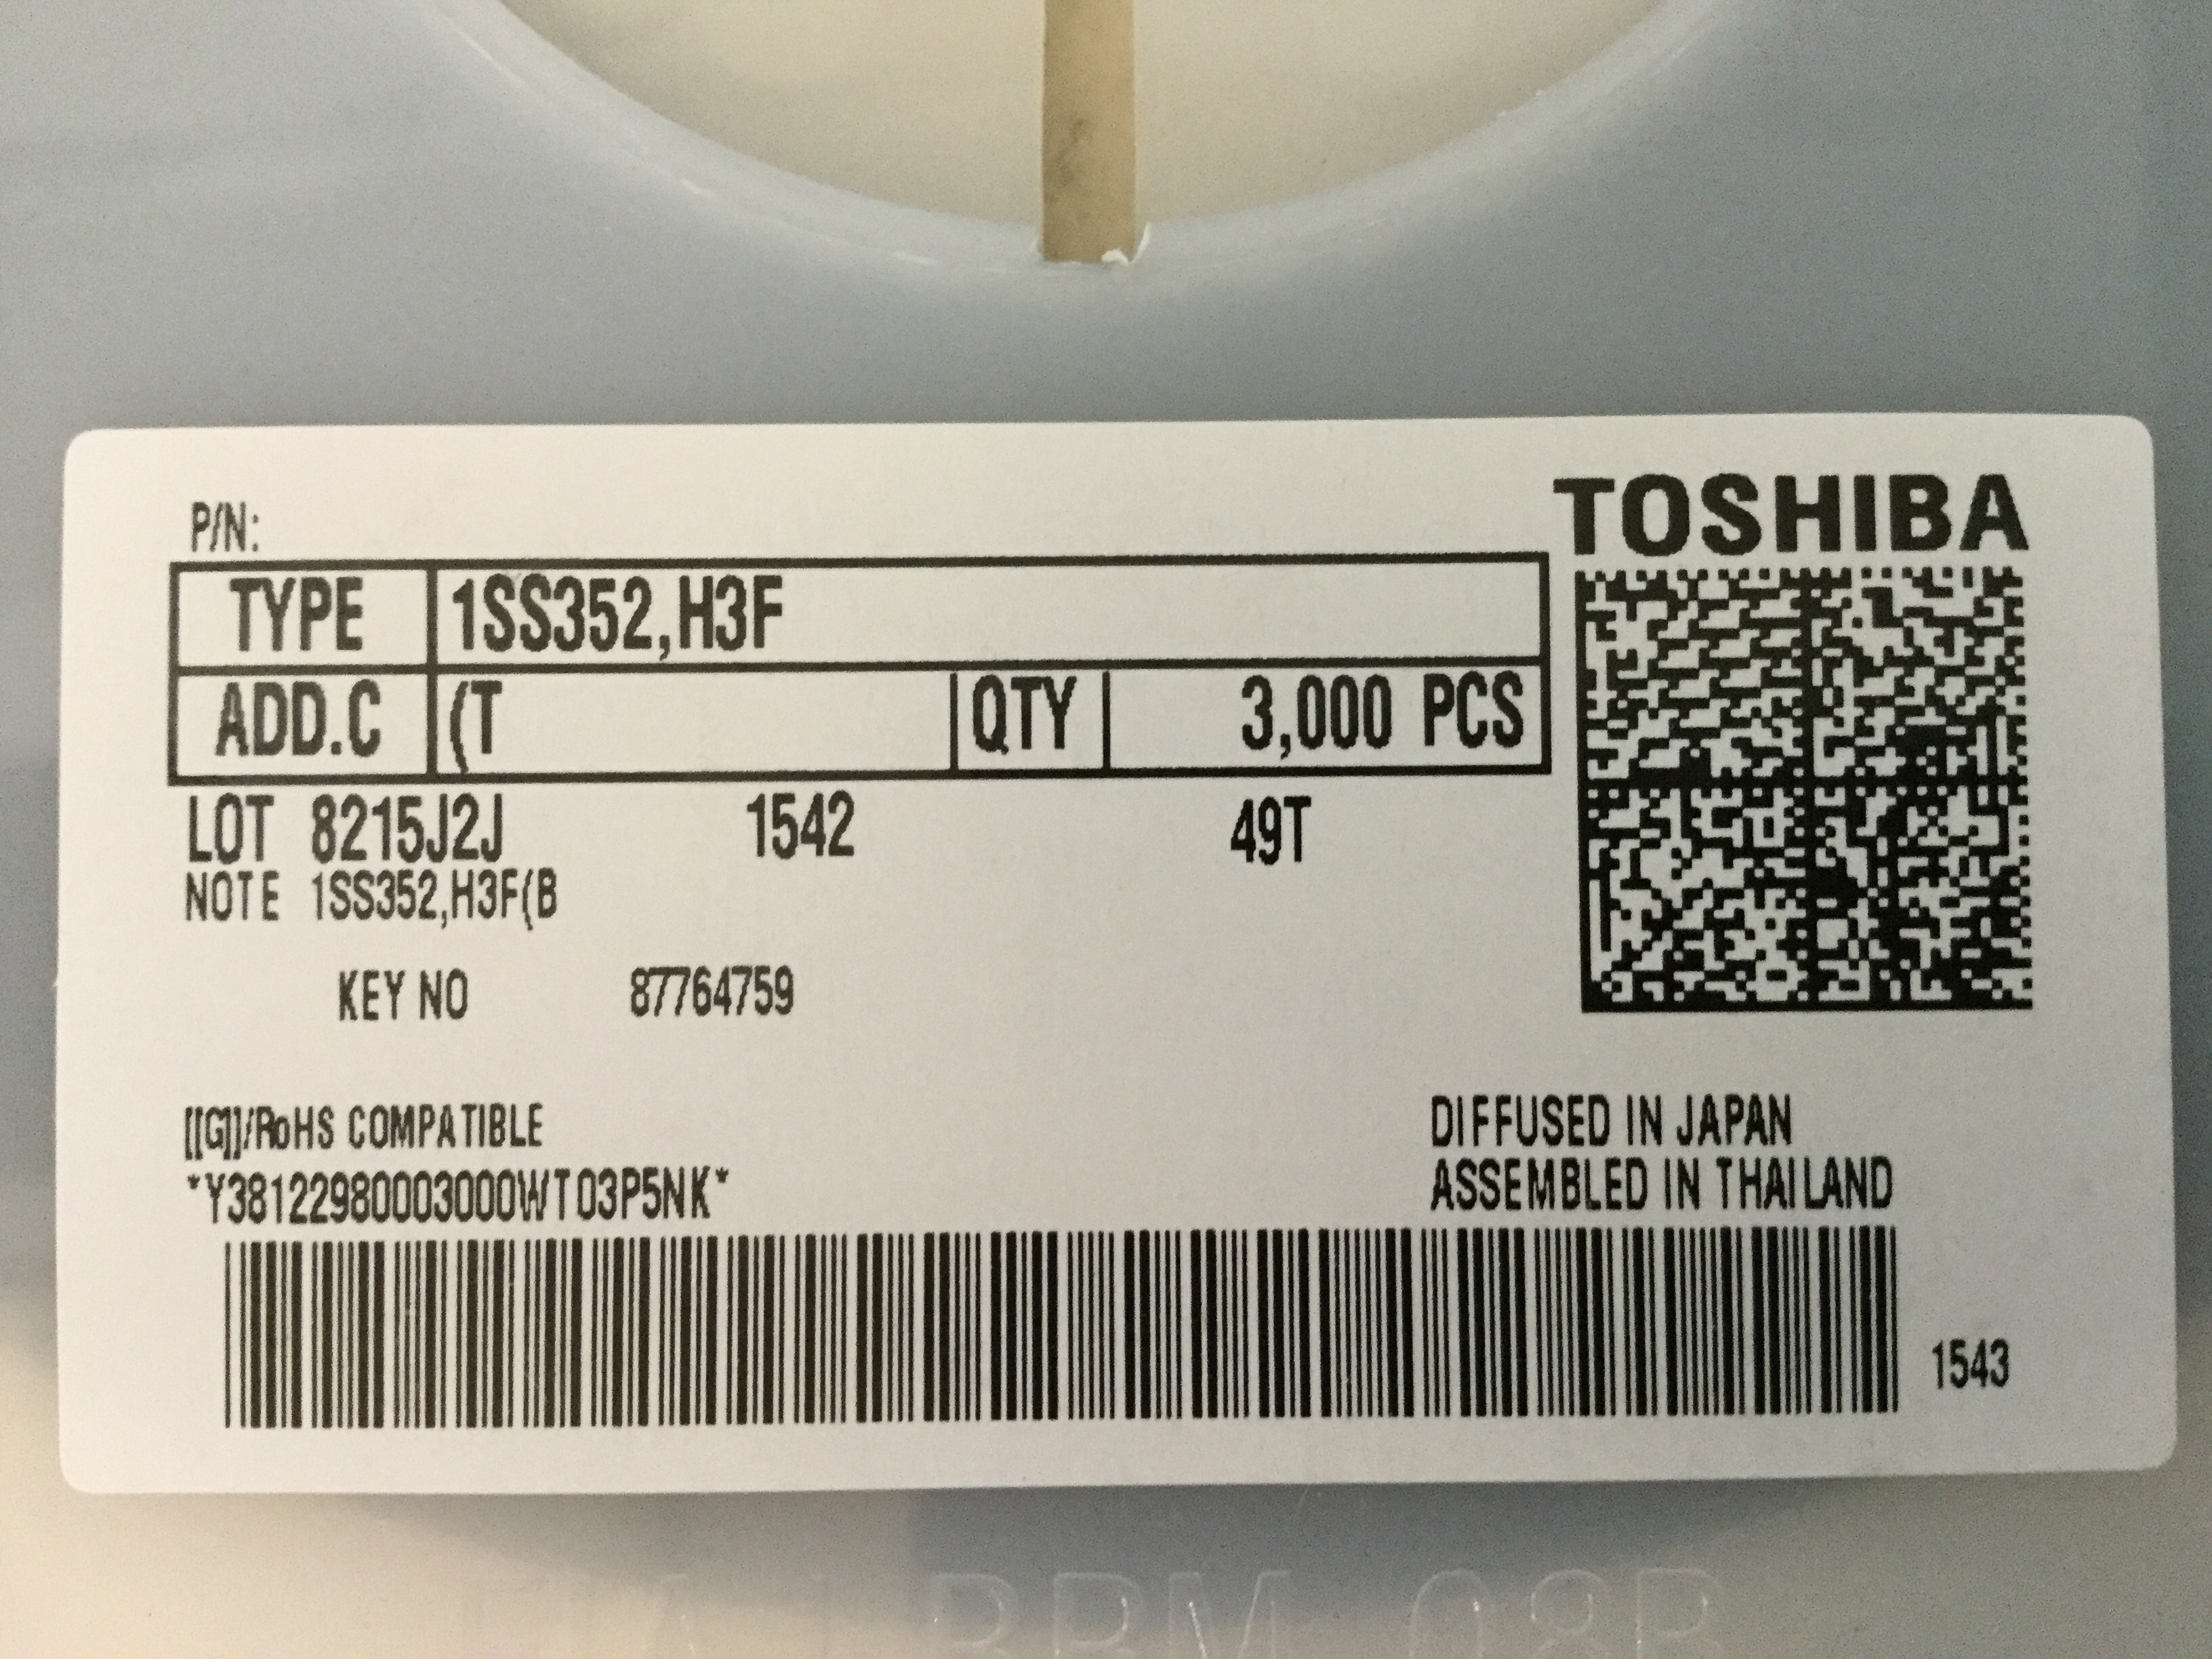 TOSHIBA
P/N:
TYPE 1SS352,H3F
ADD.C (T QTY 3,000 PCS
LOT 8215J2J 1542 49T
NOTE 1SS352,H3F(B
KEY NO 87764759
[[G]]/RoHS COMPATIBLE
*Y38122980003000WT03P5NK*
DIFFUSED IN JAPAN
ASSEMBLED IN THAILAND
1543